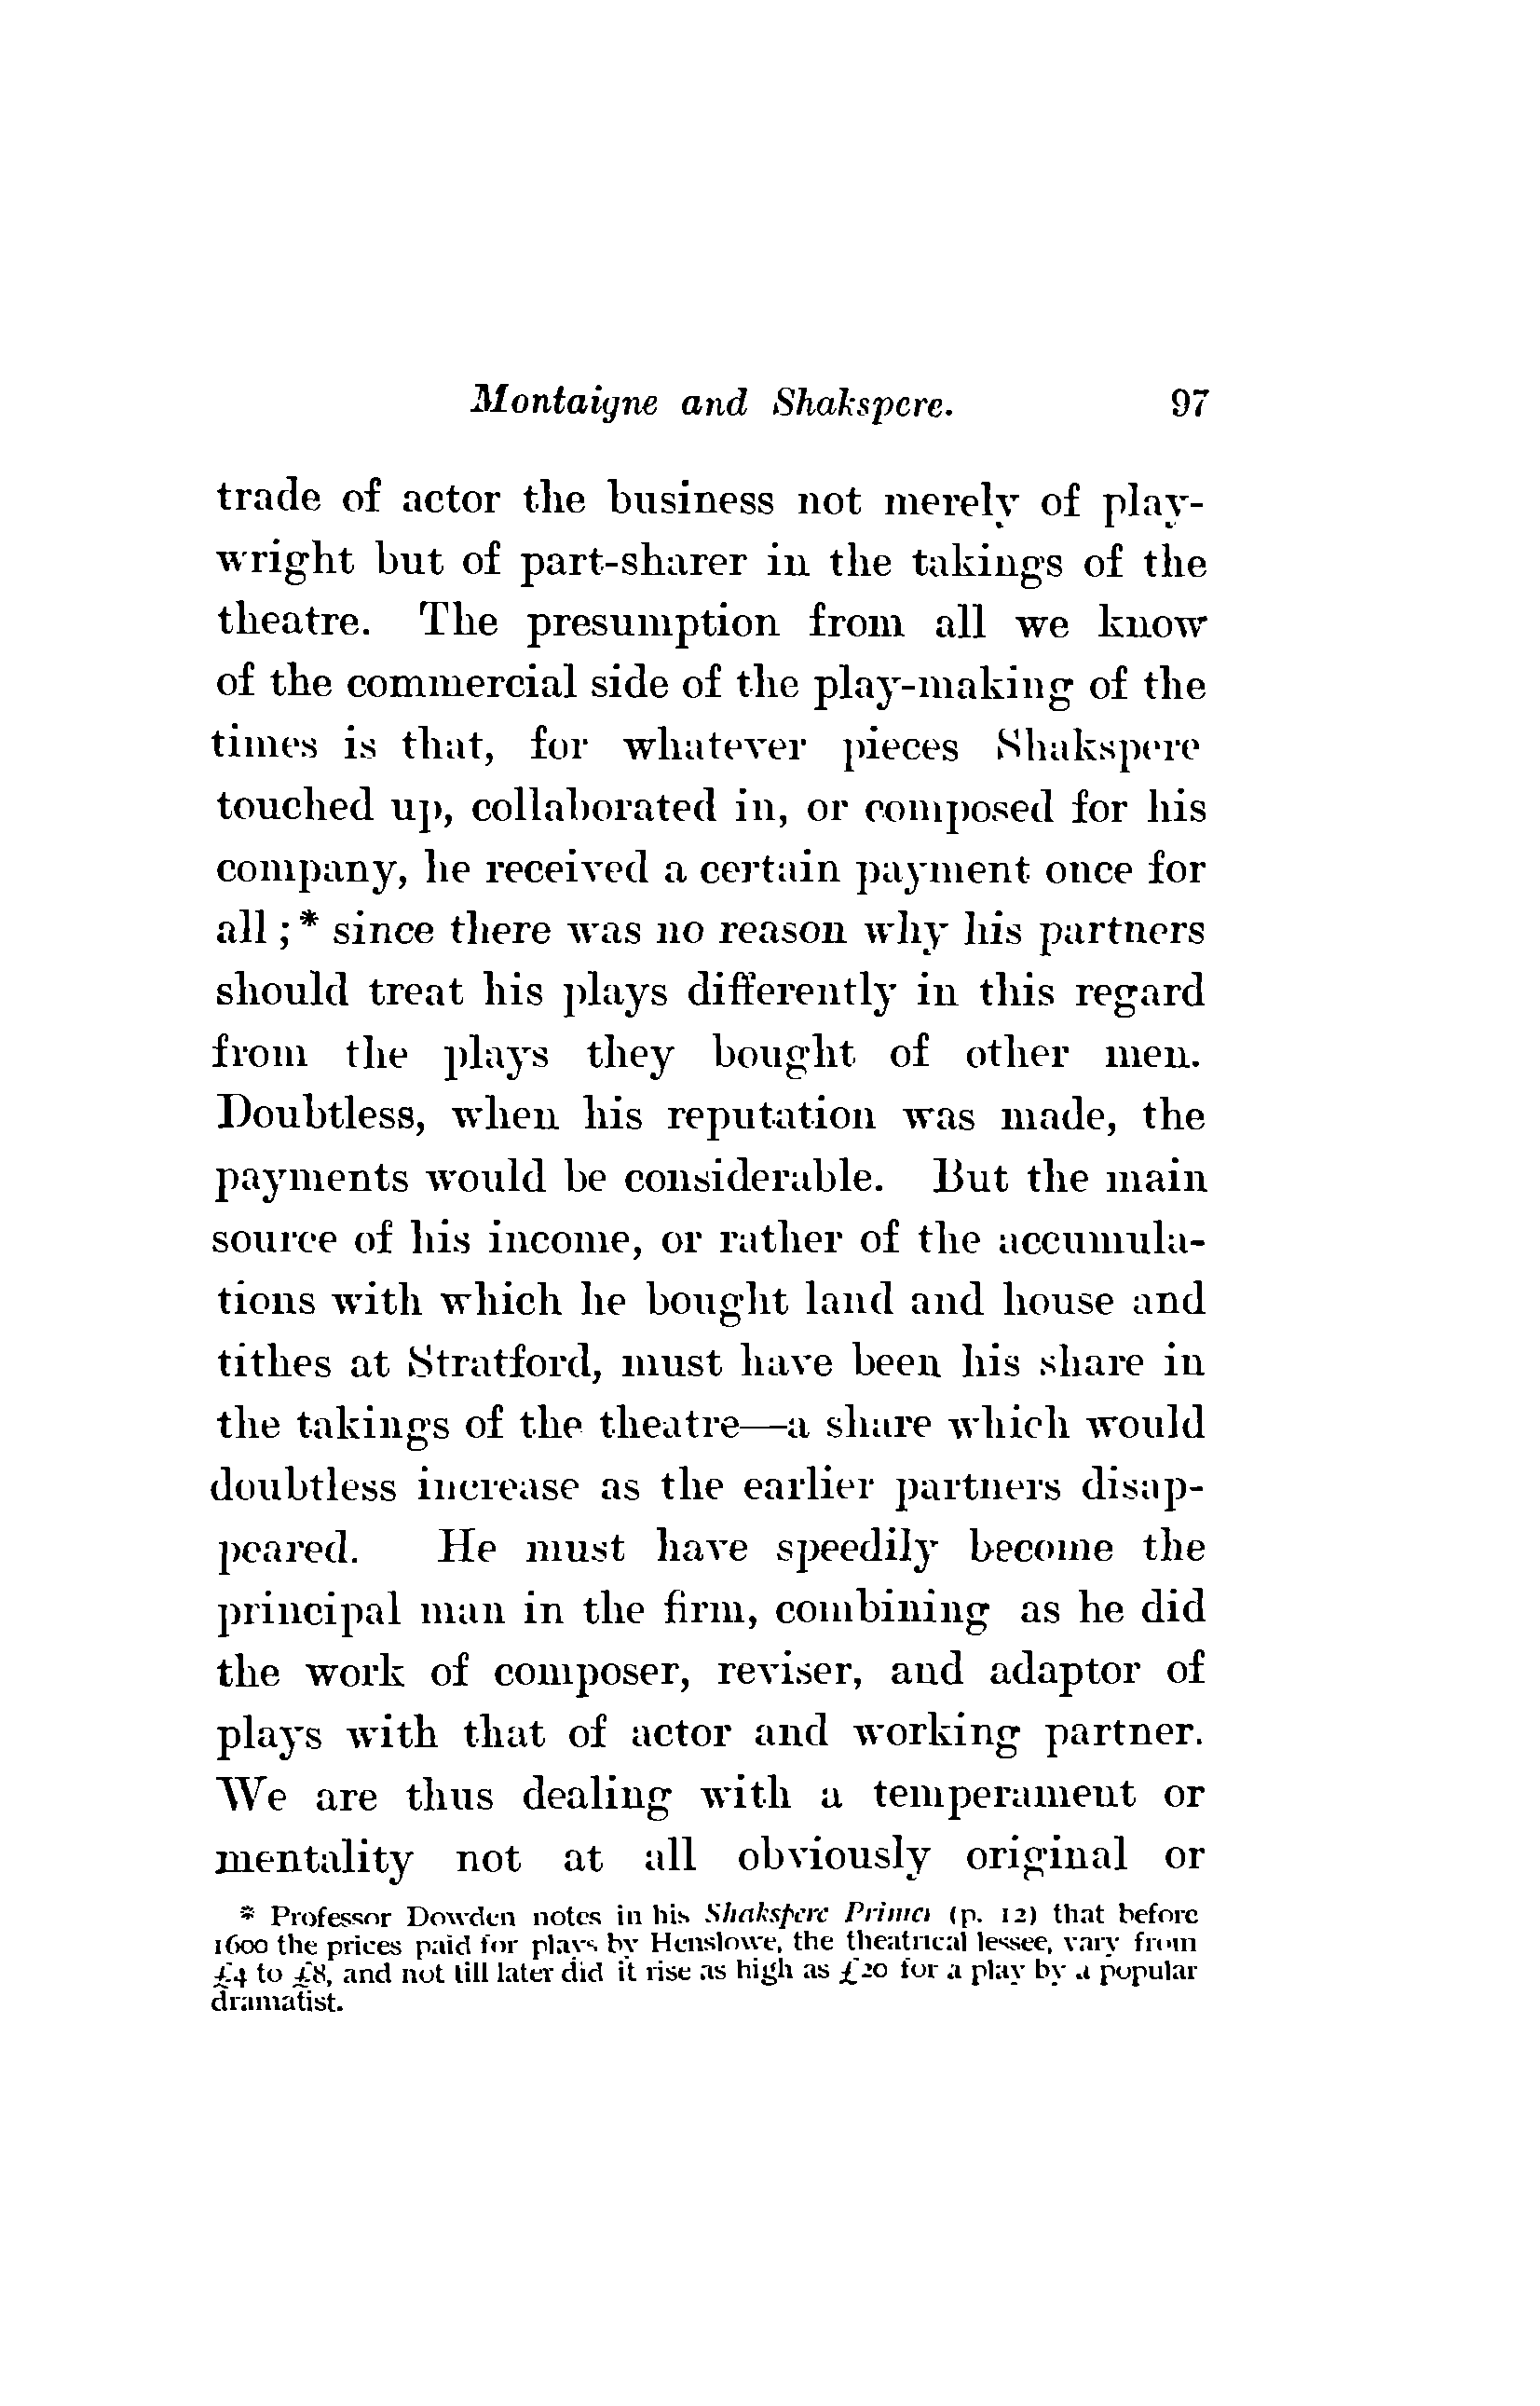 Montaigne and Shakspere. 97
trade of actor the business not merely of play-
wright but of part-sharer in the takings of the
theatre. The presumption from all we know
of the commercial side of the play-making of the
times is that, for whatever pieces Shakspere
touched up, collaborated in, or composed for his
company, he received a certain payment once for
all ; * since there was no reason why his partners
should treat his plays differently in this regard
from the plays they bought of other men.
Doubtless, when his reputation was made, the
payments would be considerable. But the main
source of his income, or rather of the accumula-
tions with which he bought land and house and
tithes at Stratford, must have been his share in
the takings of the theatre—a share which would
doubtless increase as the earlier partners disap-
peared. He must have speedily become the
principal man in the firm, combining as he did
the work of composer, reviser, and adaptor of
plays with that of actor and working partner.
We are thus dealing with a temperament or
mentality not at all obviously original or
* Professor Dowden notes in his Shakspere Primer (p. 12) that before
1600 the prices paid for plays by Henslowe, the theatrical lessee, vary from
£4 to £8, and not till later did it rise as high as £20 for a play by a popular
dramatist.